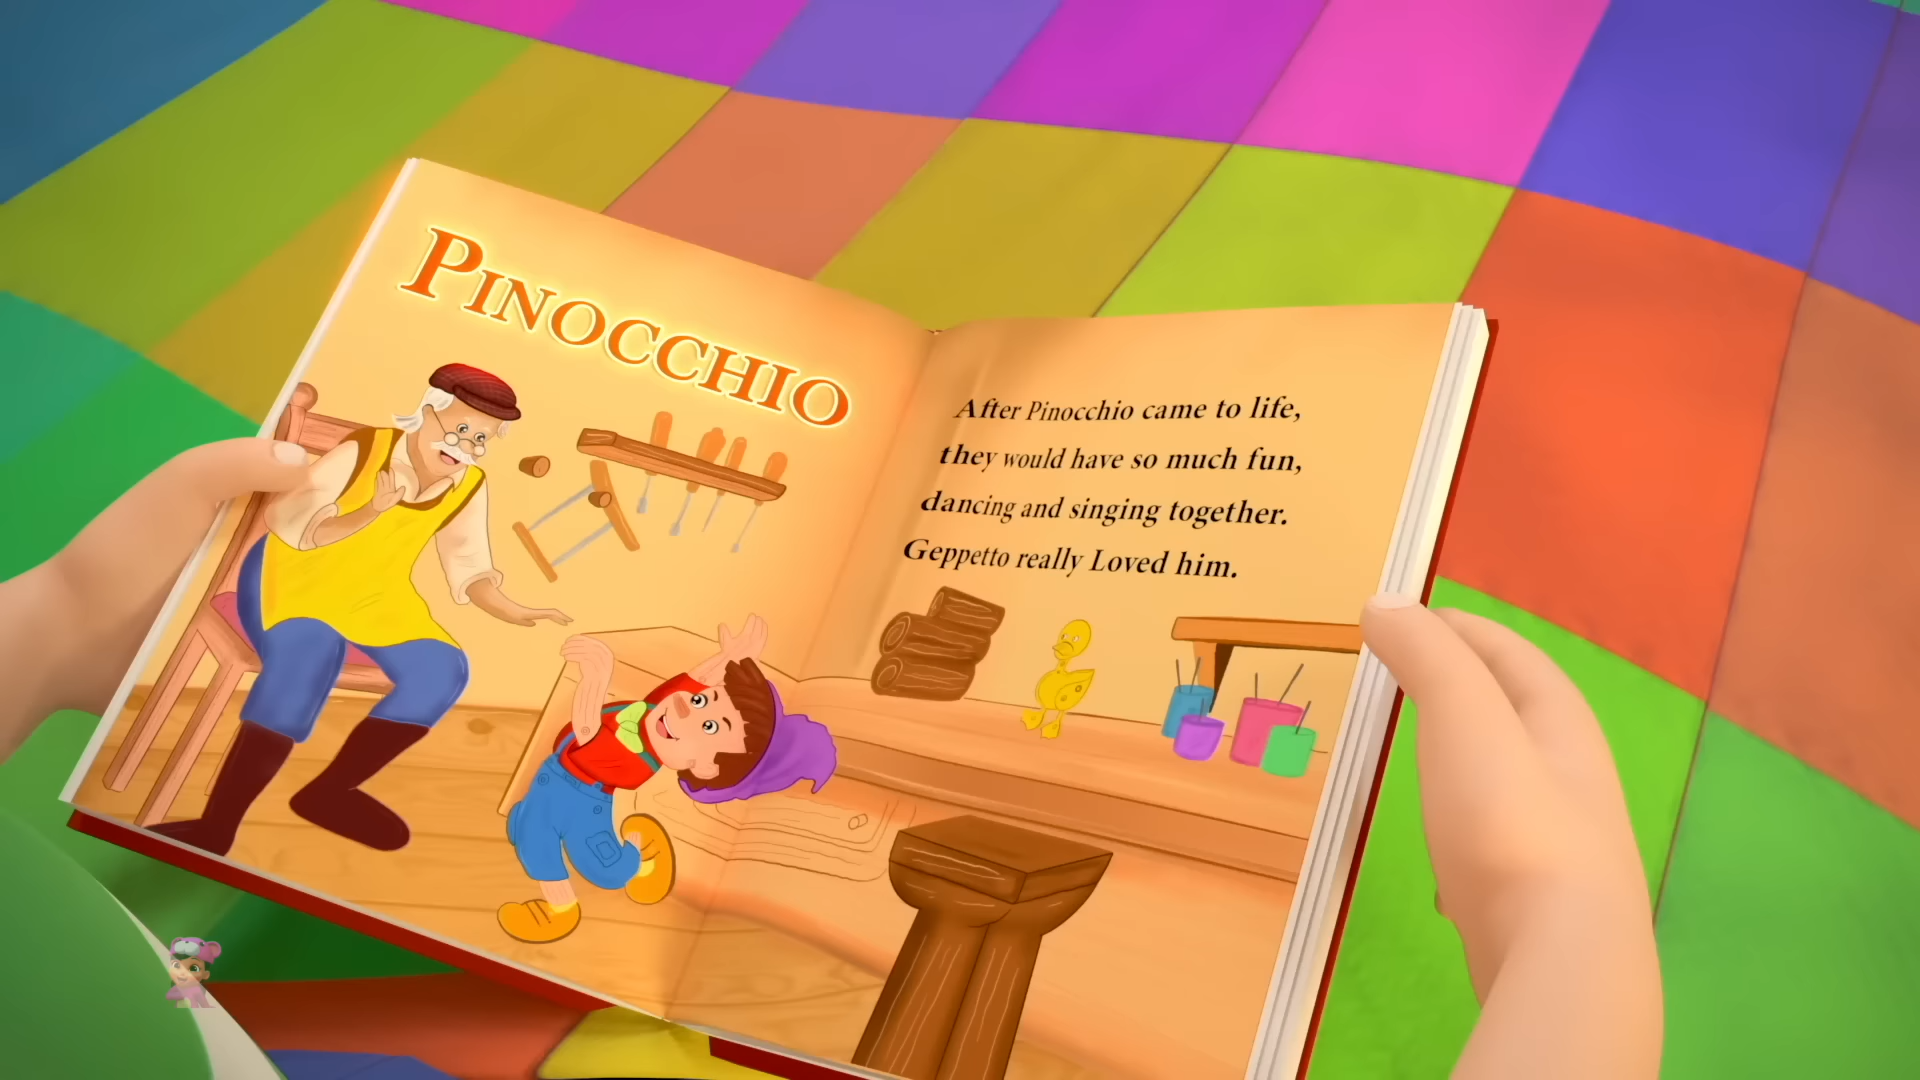 PINOCCHIO
After Pinocchio came to life,
they would have so much fun,
dancing and singing together.
Geppetto really Loved him.